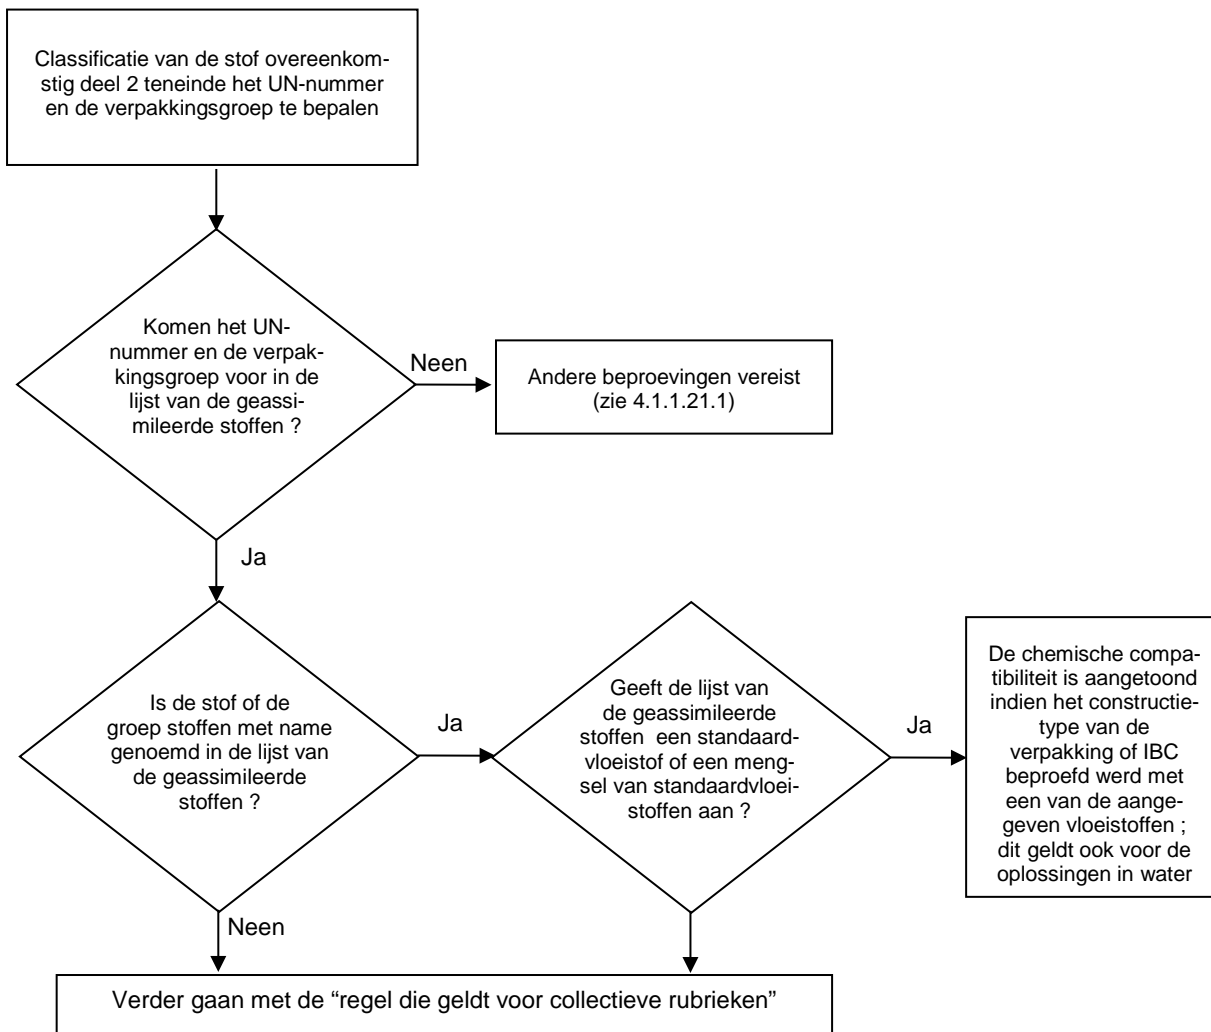 Classificatie van de stof overeenkom-
stig deel 2 teneinde het UN-nummer
en de verpakkingsgroep te bepalen
Komen het UN-
nummer en de verpak-
kingsgroep voor in de
lijst van de geassi-
mileerde stoffen ?
Neen
Andere beproevingen vereist
(zie 4.1.1.21.1)
Ja
Is de stof of de
groep stoffen met name
genoemd in de lijst van
de geassimileerde
stoffen ?
Ja
Geeft de lijst van
de geassimileerde
stoffen een standaard-
vloeistof of een meng-
sel van standaardvloei-
stoffen aan ?
Ja
De chemische compa-
tibiliteit is aangetoond
indien het constructie-
type van de
verpakking of IBC
beproefd werd met
een van de aange-
geven vloeistoffen ;
dit geldt ook voor de
oplossingen in water
Neen
Verder gaan met de “regel die geldt voor collectieve rubrieken”